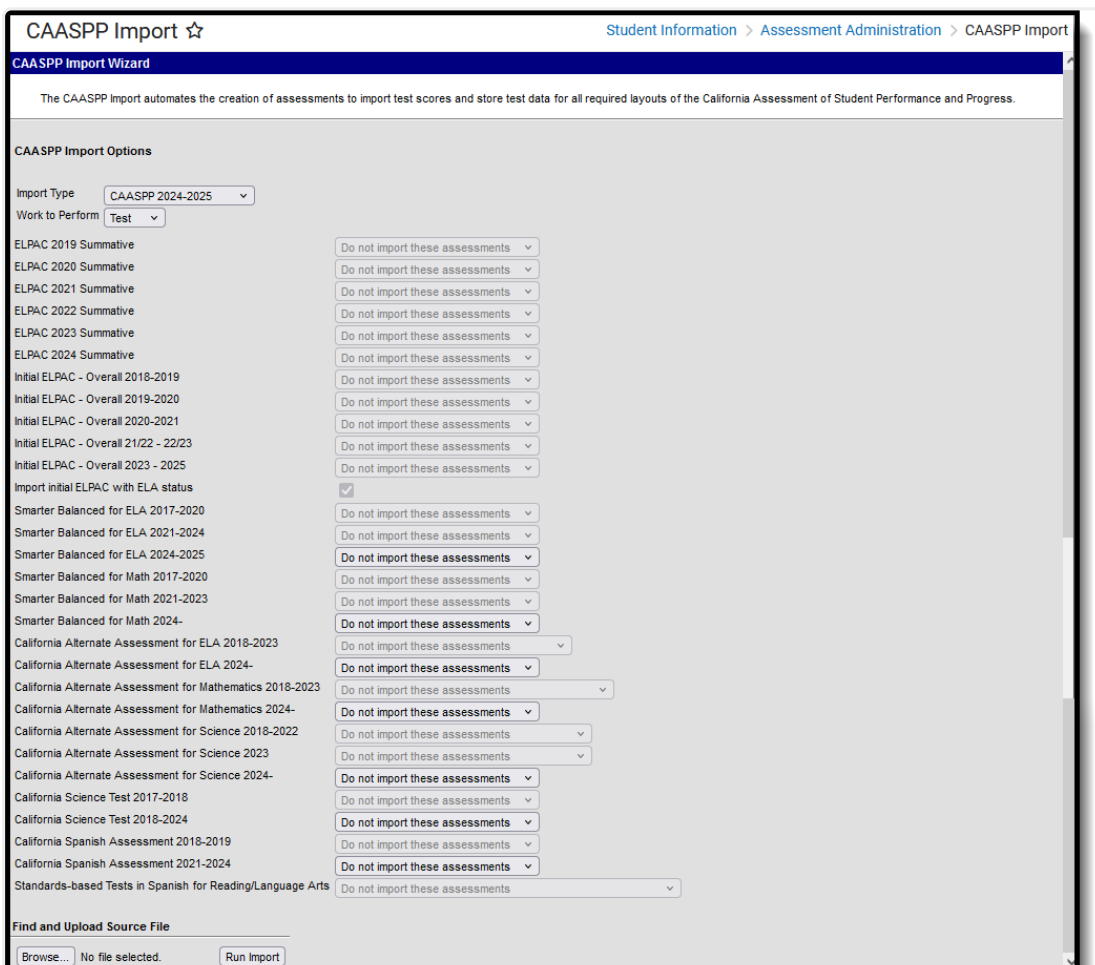 CAASPP Import ☆ Student Information > Assessment Administration > CAASPP Import
CAASPP Import Wizard
The CAASPP Import automates the creation of assessments to import test scores and store test data for all required layouts of the California Assessment of Student Performance and Progress.
CAASPP Import Options
Import Type CAASPP 2024-2025
Work to Perform Test
ELPAC 2019 Summative Do not import these assessments
ELPAC 2020 Summative Do not import these assessments
ELPAC 2021 Summative Do not import these assessments
ELPAC 2022 Summative Do not import these assessments
ELPAC 2023 Summative Do not import these assessments
ELPAC 2024 Summative Do not import these assessments
Initial ELPAC - Overall 2018-2019 Do not import these assessments
Initial ELPAC - Overall 2019-2020 Do not import these assessments
Initial ELPAC - Overall 2020-2021 Do not import these assessments
Initial ELPAC - Overall 21/22 - 22/23 Do not import these assessments
Initial ELPAC - Overall 2023 - 2025 Do not import these assessments
Import initial ELPAC with ELA status
Smarter Balanced for ELA 2017-2020 Do not import these assessments
Smarter Balanced for ELA 2021-2024 Do not import these assessments
Smarter Balanced for ELA 2024-2025 Do not import these assessments
Smarter Balanced for Math 2017-2020 Do not import these assessments
Smarter Balanced for Math 2021-2023 Do not import these assessments
Smarter Balanced for Math 2024- Do not import these assessments
California Alternate Assessment for ELA 2018-2023 Do not import these assessments
California Alternate Assessment for ELA 2024- Do not import these assessments
California Alternate Assessment for Mathematics 2018-2023 Do not import these assessments
California Alternate Assessment for Mathematics 2024- Do not import these assessments
California Alternate Assessment for Science 2018-2022 Do not import these assessments
California Alternate Assessment for Science 2023 Do not import these assessments
California Alternate Assessment for Science 2024- Do not import these assessments
California Science Test 2017-2018 Do not import these assessments
California Science Test 2018-2024 Do not import these assessments
California Spanish Assessment 2018-2019 Do not import these assessments
California Spanish Assessment 2021-2024 Do not import these assessments
Standards-based Tests in Spanish for Reading/Language Arts Do not import these assessments
Find and Upload Source File
Browse... No file selected. Run Import